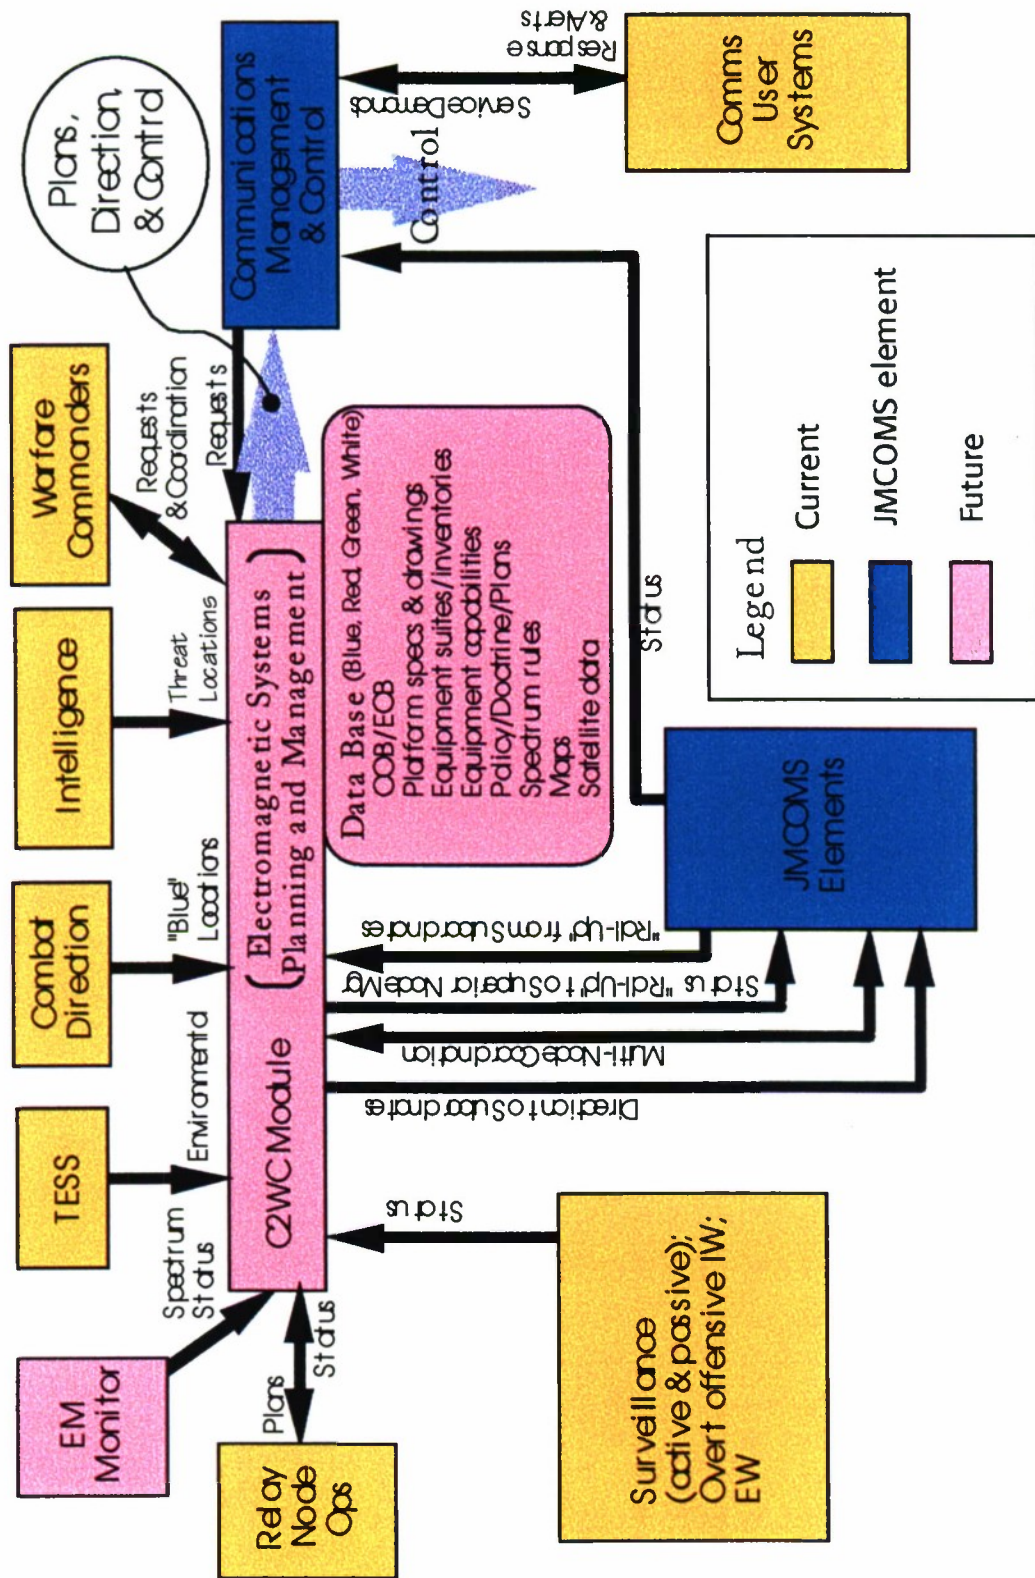 EM
Monitor
TESS
Combat
Direction
Intelligence
Warfare
Commanders
Plans,
Direction,
& Control
Spectrum
Status
Environmental
"Blue"
Locations
Threat
Locations
Requests
& Coordination
Requests
Relay
Node
Ops
Plans
Status
C2WC Module
Electromagnetic Systems
Planning and Management
Communications
Management
& Control
Data Base (Blue, Red, Green, White)
OOB/EOB
Platform specs & drawings
Equipment suites/inventories
Equipment capabilities
Policy/Doctrine/Plans
Spectrum rules
Maps
Satellite data
Control
Service Demands
Response
& Alerts
Comms
User
Systems
Status
Direction to Subordinates
Multi-Node Coordination
Status "Roll-Up" to Superior Node Mgr
"Roll-Up" from Subordinates
Status
Surveillance
(active & passive);
Overt offensive IW;
EW
JMCOMS
Elements
Legend
Current
JMCOMS element
Future